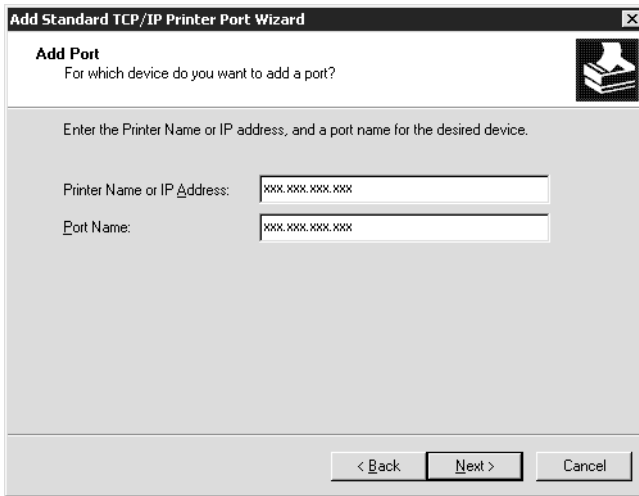 Add Standard TCP/IP Printer Port Wizard
Add Port
For which device do you want to add a port?
Enter the Printer Name or IP address, and a port name for the desired device.
Printer Name or IP Address: xxx.xxx.xxx.xxx
Port Name: xxx.xxx.xxx.xxx
< Back Next > Cancel